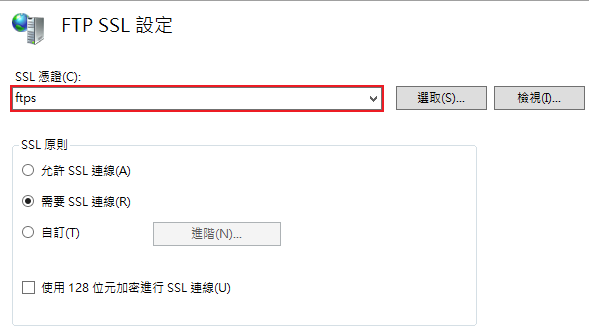 FTP SSL 設定
SSL 憑證(C):
ftps 選取(S)... 檢視(I)...
SSL 原則
允許 SSL 連線(A)
需要 SSL 連線(R)
自訂(T) 進階(N)...
使用 128 位元加密進行 SSL 連線(U)